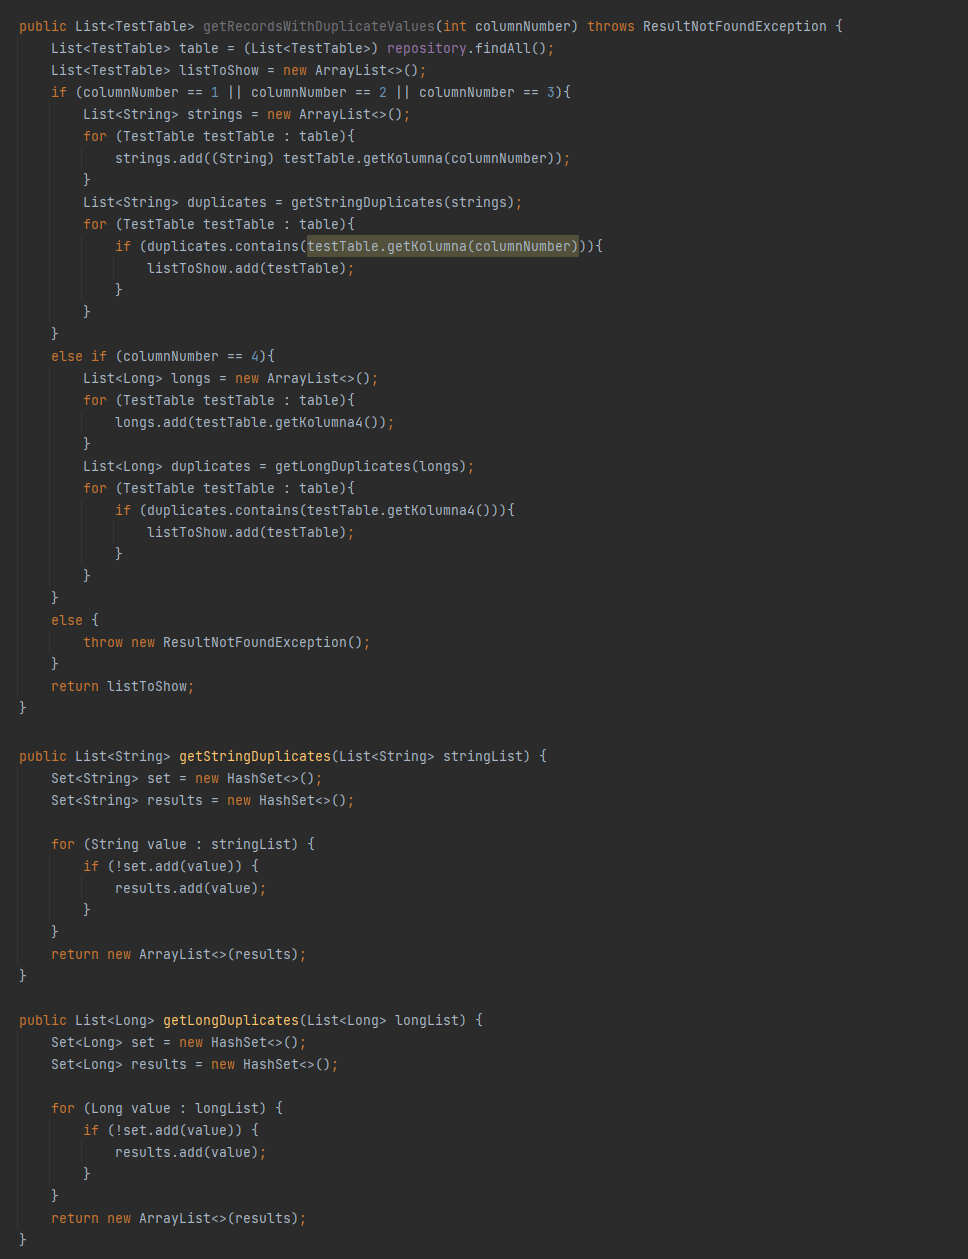 public List<TestTable> getRecordsWithDuplicateValues(int columnNumber) throws ResultNotFoundException {
    List<TestTable> table = (List<TestTable>) repository.findAll();
    List<TestTable> listToShow = new ArrayList<>();
    if (columnNumber == 1 || columnNumber == 2 || columnNumber == 3){
        List<String> strings = new ArrayList<>();
        for (TestTable testTable : table){
            strings.add((String) testTable.getKolumna(columnNumber));
        }
        List<String> duplicates = getStringDuplicates(strings);
        for (TestTable testTable : table){
            if (duplicates.contains(testTable.getKolumna(columnNumber))){
                listToShow.add(testTable);
            }
        }
    }
    else if (columnNumber == 4){
        List<Long> longs = new ArrayList<>();
        for (TestTable testTable : table){
            longs.add(testTable.getKolumna4());
        }
        List<Long> duplicates = getLongDuplicates(longs);
        for (TestTable testTable : table){
            if (duplicates.contains(testTable.getKolumna4())){
                listToShow.add(testTable);
            }
        }
    }
    else {
        throw new ResultNotFoundException();
    }
    return listToShow;
}

public List<String> getStringDuplicates(List<String> stringList) {
    Set<String> set = new HashSet<>();
    Set<String> results = new HashSet<>();

    for (String value : stringList) {
        if (!set.add(value)) {
            results.add(value);
        }
    }
    return new ArrayList<>(results);
}

public List<Long> getLongDuplicates(List<Long> longList) {
    Set<Long> set = new HashSet<>();
    Set<Long> results = new HashSet<>();

    for (Long value : longList) {
        if (!set.add(value)) {
            results.add(value);
        }
    }
    return new ArrayList<>(results);
}